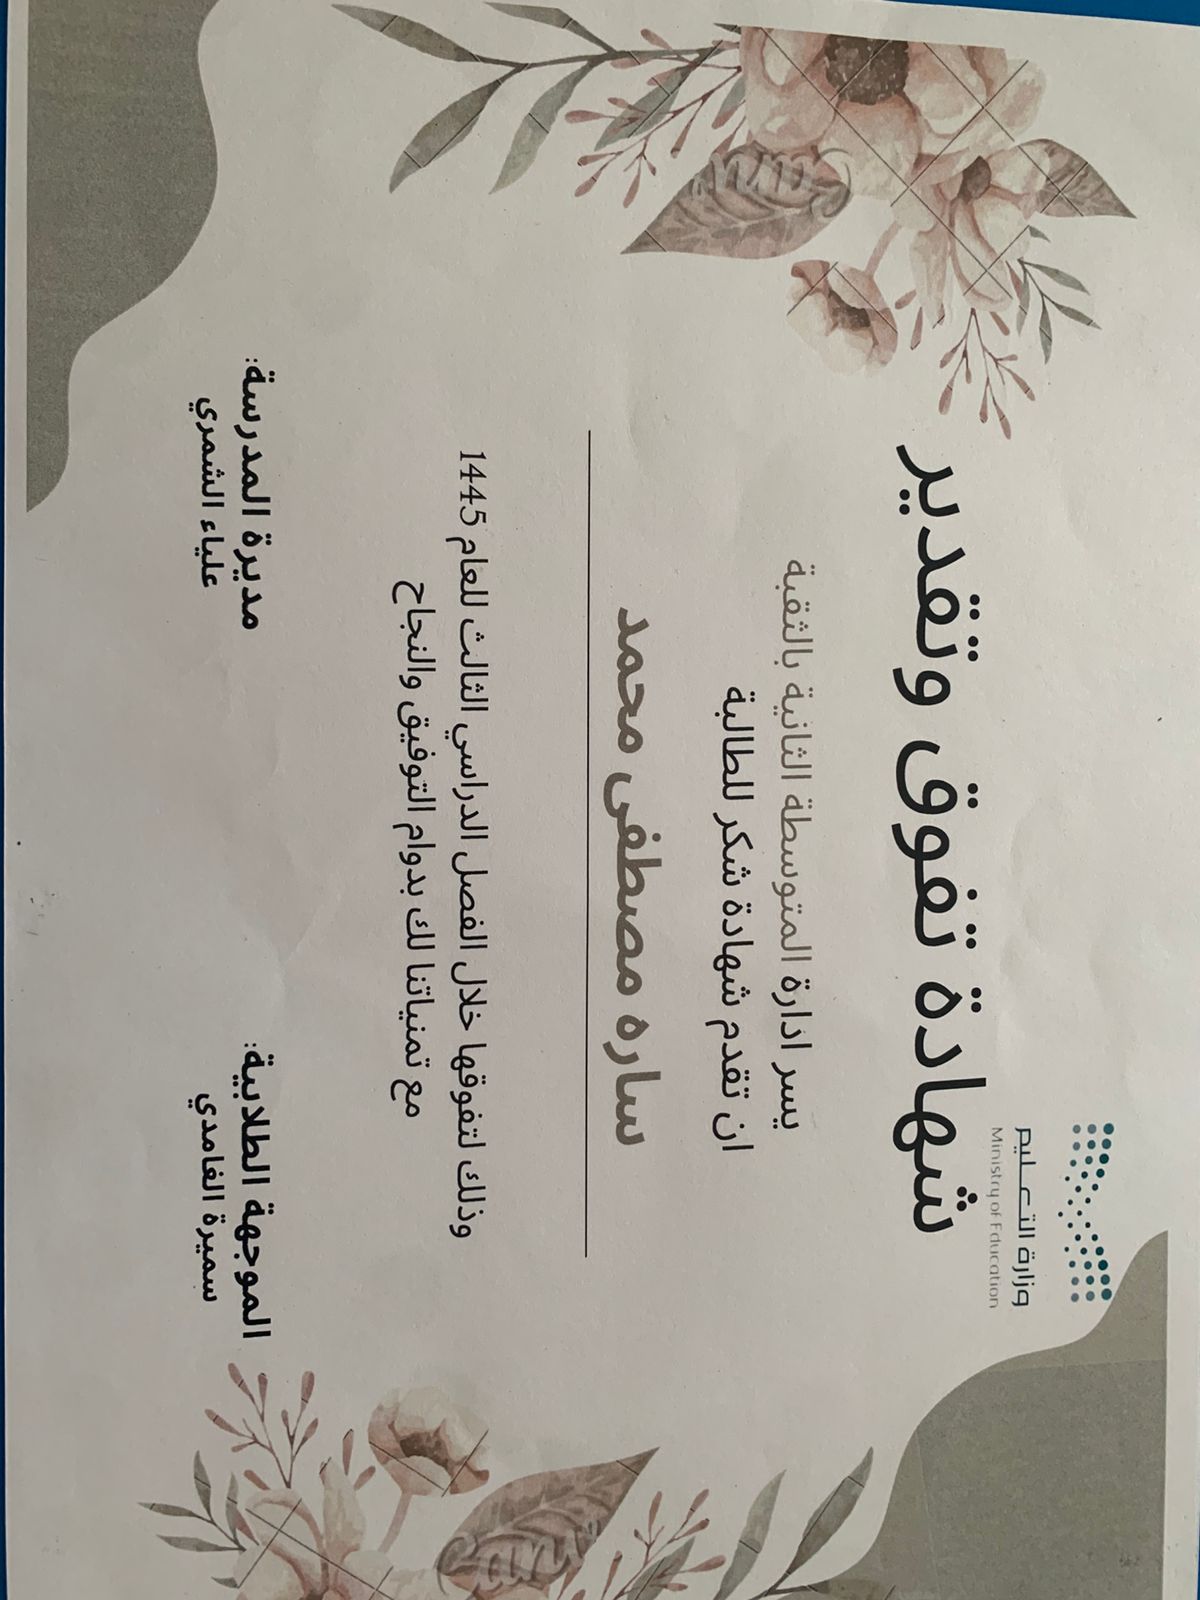 وزارة التعليم
Ministry of Education
شهادة تفوق وتقدير
يسر ادارة المتوسطة الثانية بالثقبة
ان تقدم شهادة شكر للطالبة
ساره مصطفى محمد
وذلك لتفوقها خلال الفصل الدراسي الثالث للعام 1445
مع تمنياتنا لك بدوام التوفيق والنجاح
الموجهة الطلابية:
سميرة الغامدي
مديرة المدرسة:
علياء الشمري